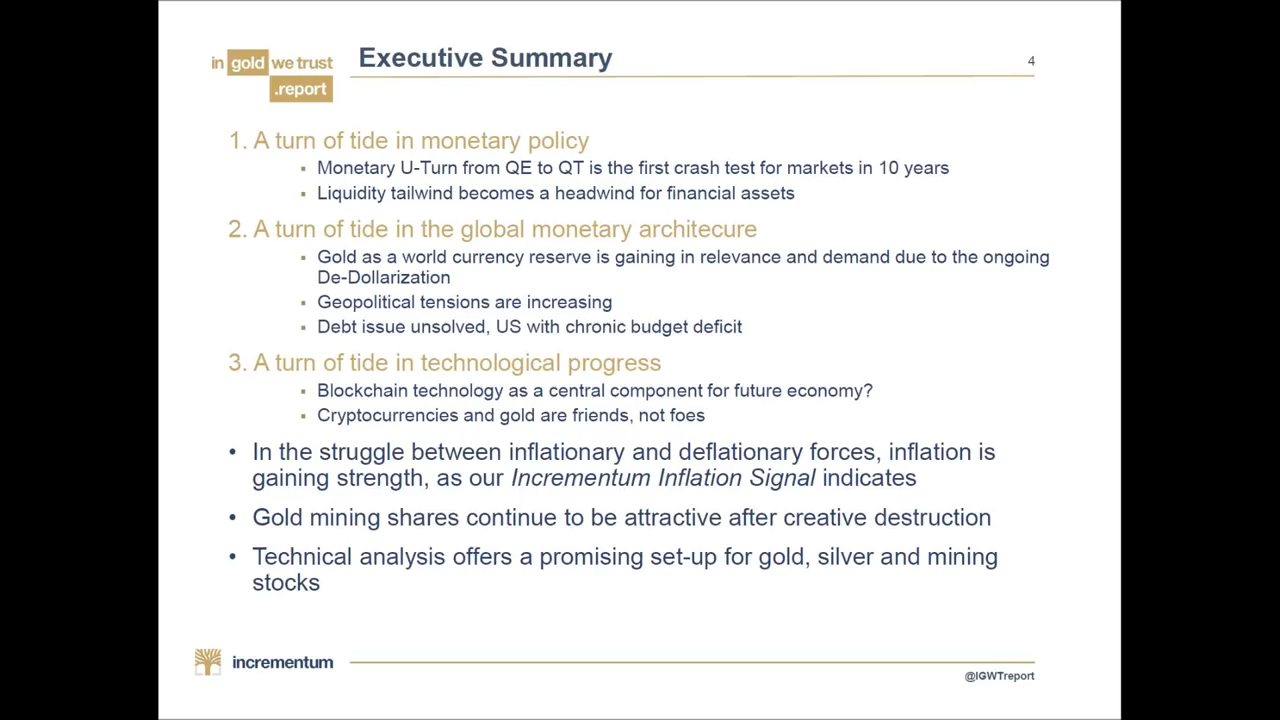 in gold we trust
.report
Executive Summary
4
1. A turn of tide in monetary policy
▪ Monetary U-Turn from QE to QT is the first crash test for markets in 10 years
▪ Liquidity tailwind becomes a headwind for financial assets
2. A turn of tide in the global monetary architecure
▪ Gold as a world currency reserve is gaining in relevance and demand due to the ongoing
De-Dollarization
▪ Geopolitical tensions are increasing
▪ Debt issue unsolved, US with chronic budget deficit
3. A turn of tide in technological progress
▪ Blockchain technology as a central component for future economy?
▪ Cryptocurrencies and gold are friends, not foes
• In the struggle between inflationary and deflationary forces, inflation is
gaining strength, as our Incrementum Inflation Signal indicates
• Gold mining shares continue to be attractive after creative destruction
• Technical analysis offers a promising set-up for gold, silver and mining
stocks
incrementum
@IGWTreport